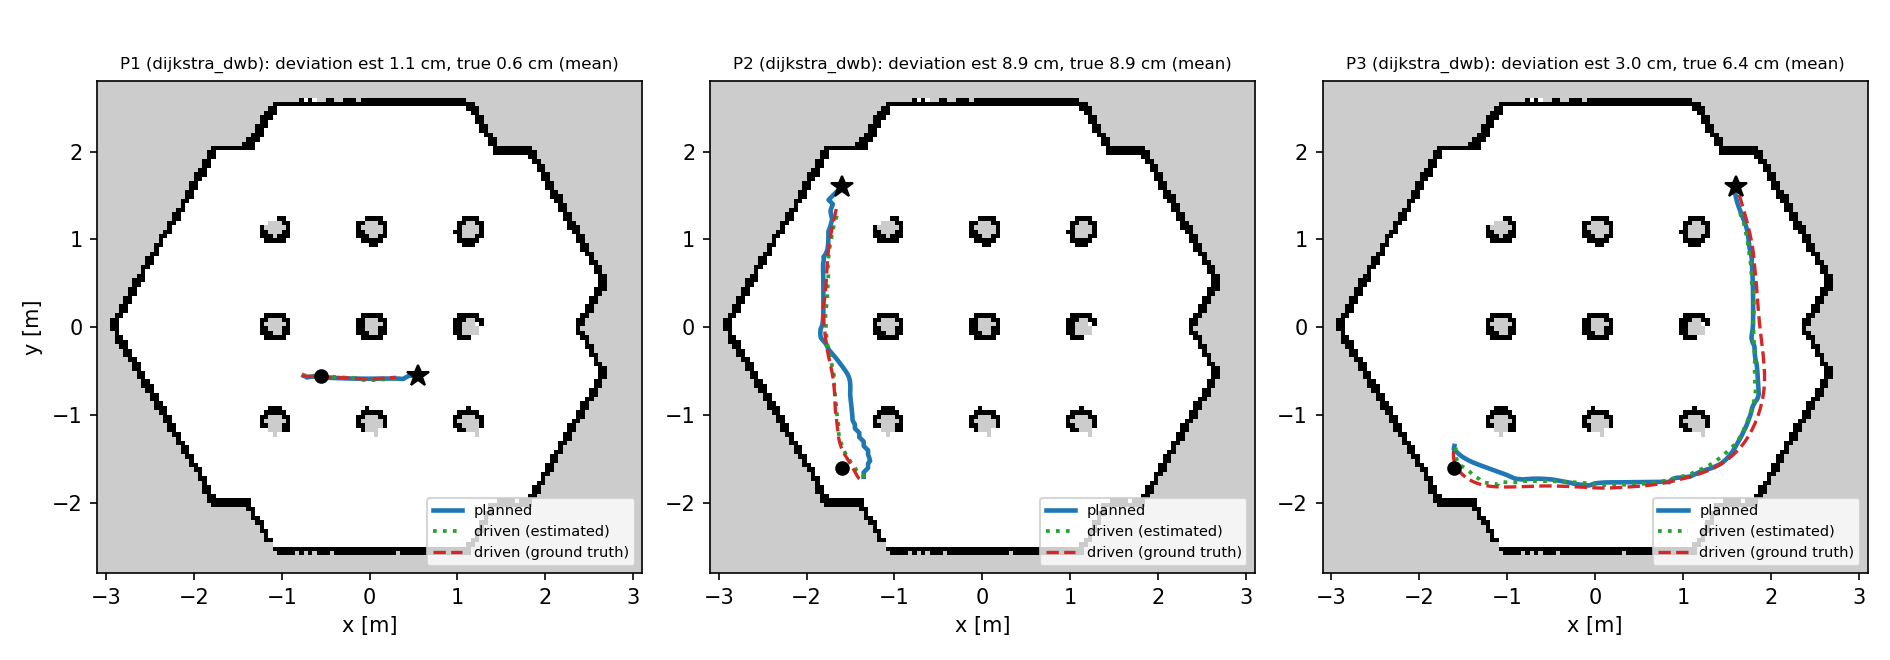 P1 (dijkstra_dwb): deviation est 1.1 cm, true 0.6 cm (mean)
P2 (dijkstra_dwb): deviation est 8.9 cm, true 8.9 cm (mean)
P3 (dijkstra_dwb): deviation est 3.0 cm, true 6.4 cm (mean)
y [m]
2
1
0
−1
−2
−3 −2 −1 0 1 2 3
x [m]
planned
driven (estimated)
driven (ground truth)
2
1
0
−1
−2
−3 −2 −1 0 1 2 3
x [m]
planned
driven (estimated)
driven (ground truth)
2
1
0
−1
−2
−3 −2 −1 0 1 2 3
x [m]
planned
driven (estimated)
driven (ground truth)